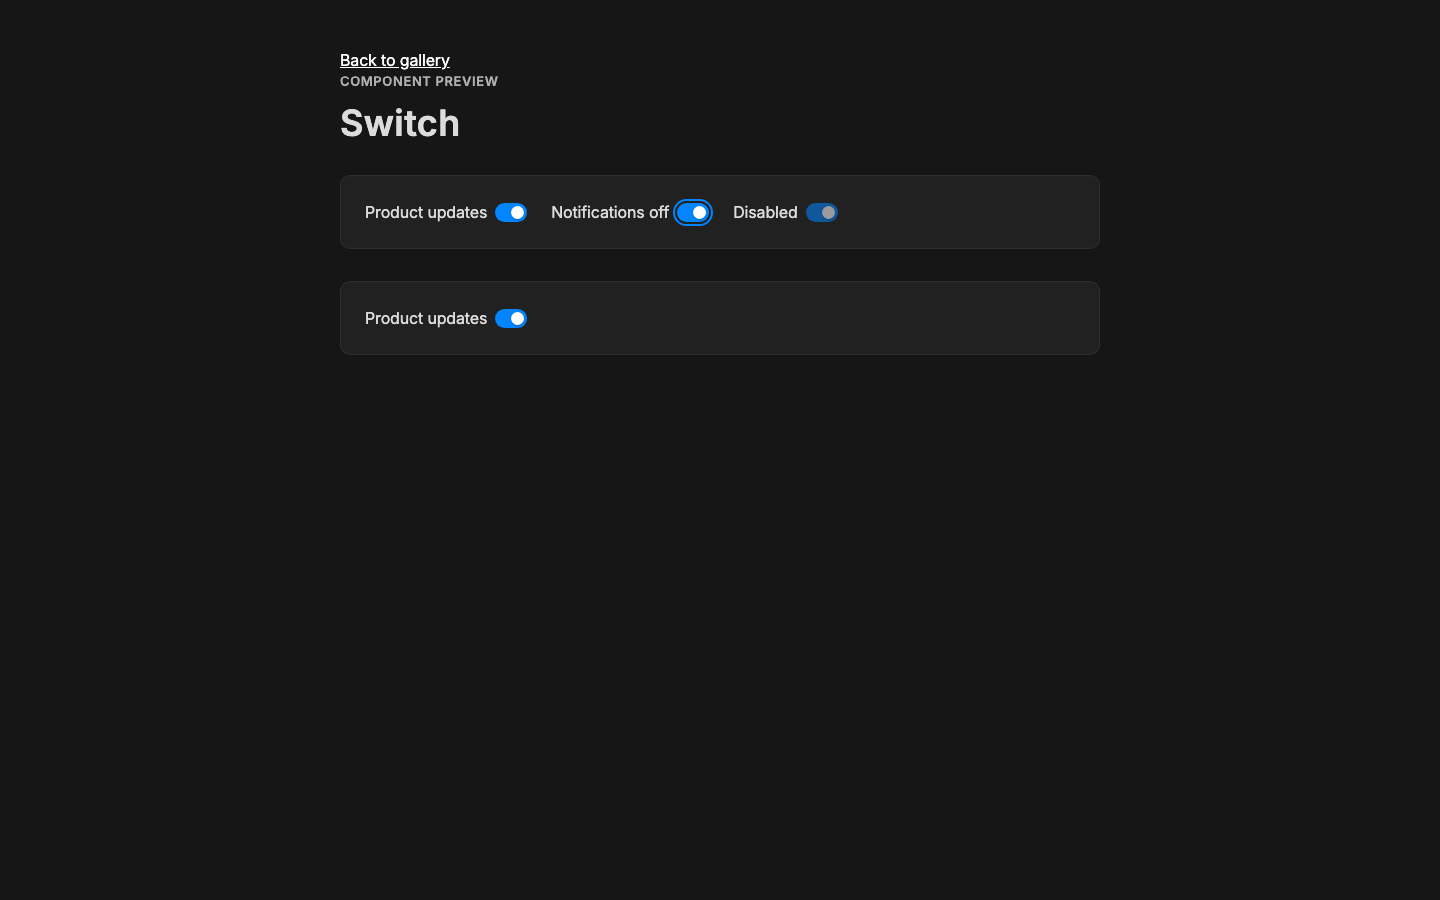 Back to gallery
COMPONENT PREVIEW
Switch
Product updates Notifications off Disabled
Product updates